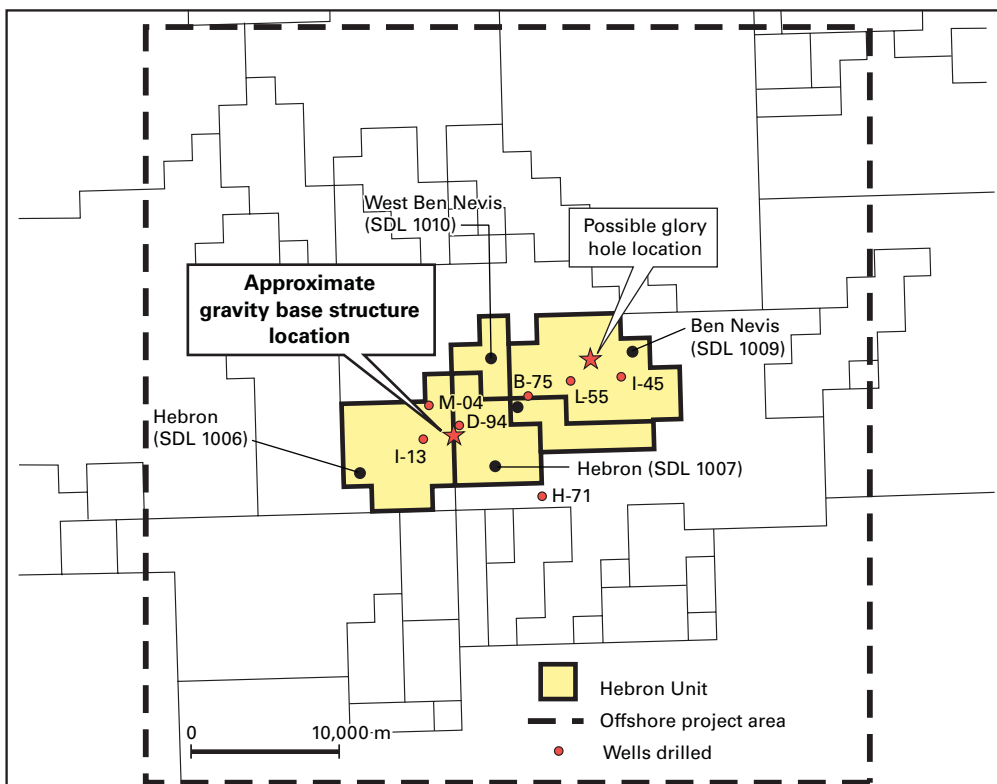 West Ben Nevis
(SDL 1010)
Possible glory
hole location
Approximate
gravity base structure
location
Ben Nevis
(SDL 1009)
B-75
I-45
L-55
M-04
D-94
Hebron
(SDL 1006)
I-13
Hebron (SDL 1007)
H-71
Hebron Unit
Offshore project area
Wells drilled
0
10,000 m